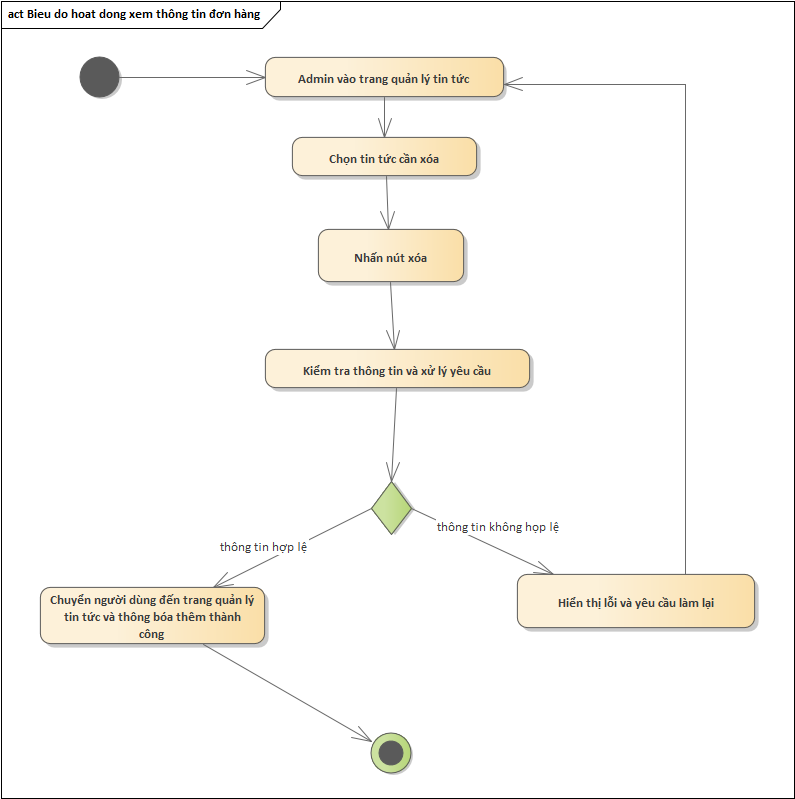 act Bieu do hoat dong xem thông tin đơn hàng
Admin vào trang quản lý tin tức
Chọn tin tức cần xóa
Nhấn nút xóa
Kiểm tra thông tin và xử lý yêu cầu
thông tin không họp lệ
thông tin hợp lệ
Chuyển người dùng đến trang quản lý
tin tức và thông bóa thêm thành
công
Hiển thị lỗi và yêu cầu làm lại